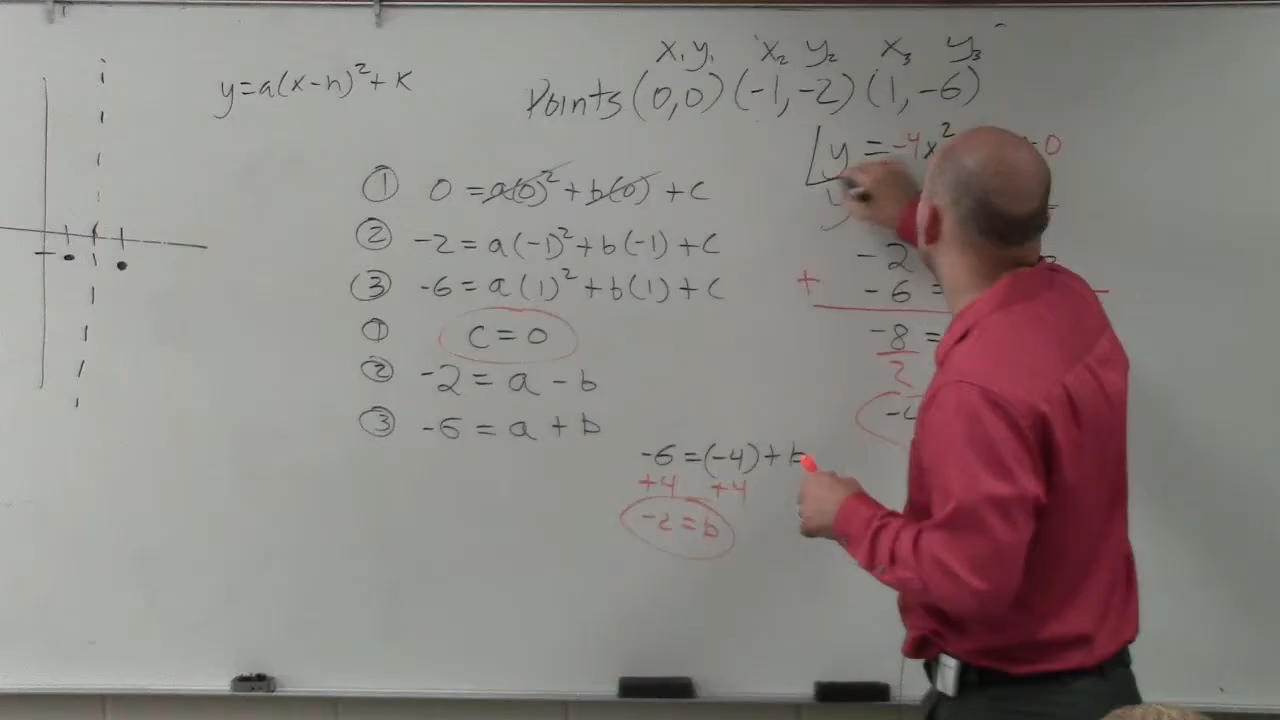 x₁ y₁ x₂ y₂ x₃ y₃
y=a(x-h)²+k
Points (0,0) (-1,-2) (1,-6)
y = -4x² 0
① 0 = a(0)² + b(0) + c
② -2 = a(-1)² + b(-1) + c
③ -6 = a(1)² + b(1) + c
-2
+ -6 =
① c = 0
-8 =
2
② -2 = a - b
③ -6 = a + b
-6 = (-4) + b
+4 +4
-2 = b